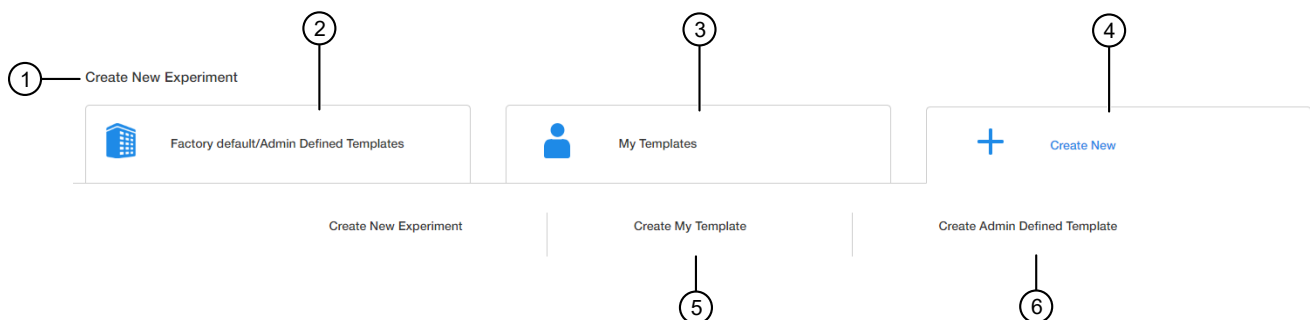 2
3
4
1
Create New Experiment
Factory default/Admin Defined Templates
My Templates
Create New
Create New Experiment
Create My Template
Create Admin Defined Template
5
6